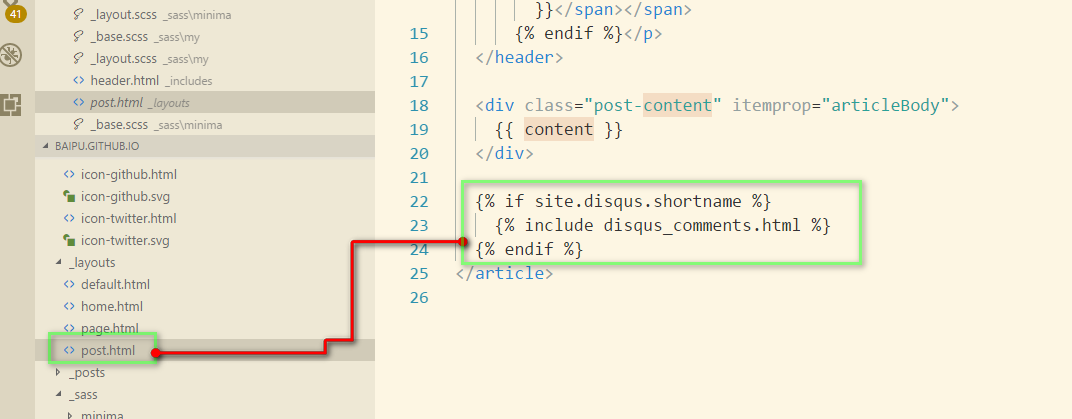 41
_layout.scss _sass\minima
_base.scss _sass\my
_layout.scss _sass\my
header.html _includes
post.html _layouts
_base.scss _sass\minima
BAIPU.GITHUB.IO
icon-github.html
icon-github.svg
icon-twitter.html
icon-twitter.svg
_layouts
default.html
home.html
page.html
post.html
_posts
_sass
minima
}}</span></span>
15 {% endif %}</p>
16 </header>
17
18 <div class="post-content" itemprop="articleBody">
19 {{ content }}
20 </div>
21
22 {% if site.disqus.shortname %}
23 {% include disqus_comments.html %}
24 {% endif %}
25 </article>
26